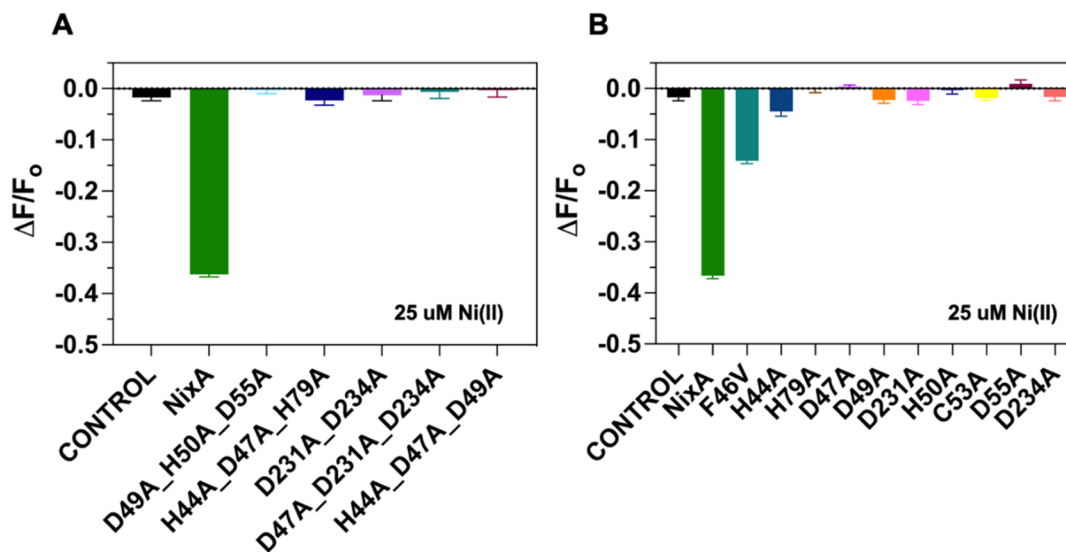 A
0.0
-0.1
-0.2
-0.3
-0.4
-0.5
ΔF/Fo
25 uM Ni(II)
CONTROL
NixA
D49A_H50A_D55A
H44A_D47A_H79A
D231A_D234A
D47A_D231A_D234A
H44A_D47A_D49A
B
0.0
-0.1
-0.2
-0.3
-0.4
-0.5
ΔF/Fo
25 uM Ni(II)
CONTROL
NixA
F46V
H44A
H79A
D47A
D49A
D231A
H50A
C53A
D55A
D234A